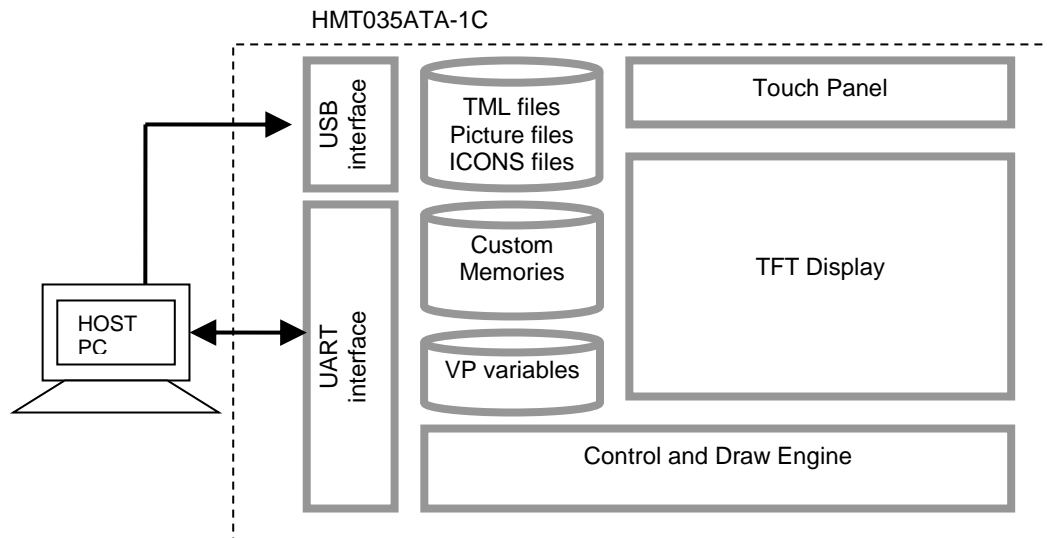 HMT035ATA-1C
USB
interface
TML files
Picture files
ICONS files
Touch Panel
UART
interface
Custom
Memories
TFT Display
HOST
PC
VP variables
Control and Draw Engine